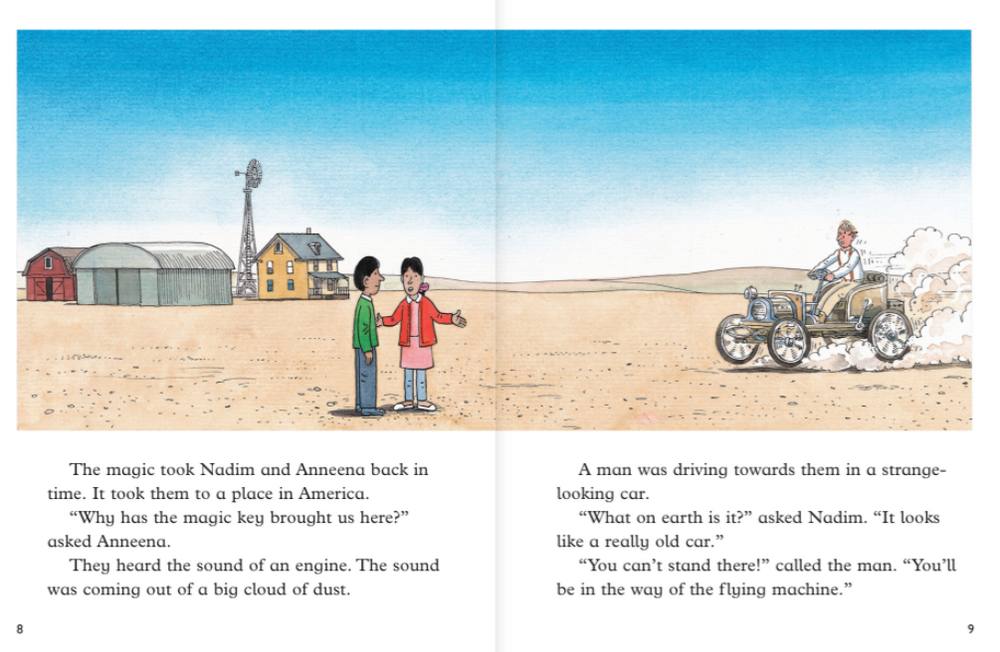 The magic took Nadim and Anneena back in
time. It took them to a place in America.
“Why has the magic key brought us here?”
asked Anneena.
They heard the sound of an engine. The sound
was coming out of a big cloud of dust.
8
A man was driving towards them in a strange-
looking car.
“What on earth is it?” asked Nadim. “It looks
like a really old car.”
“You can’t stand there!” called the man. “You’ll
be in the way of the flying machine.”
9